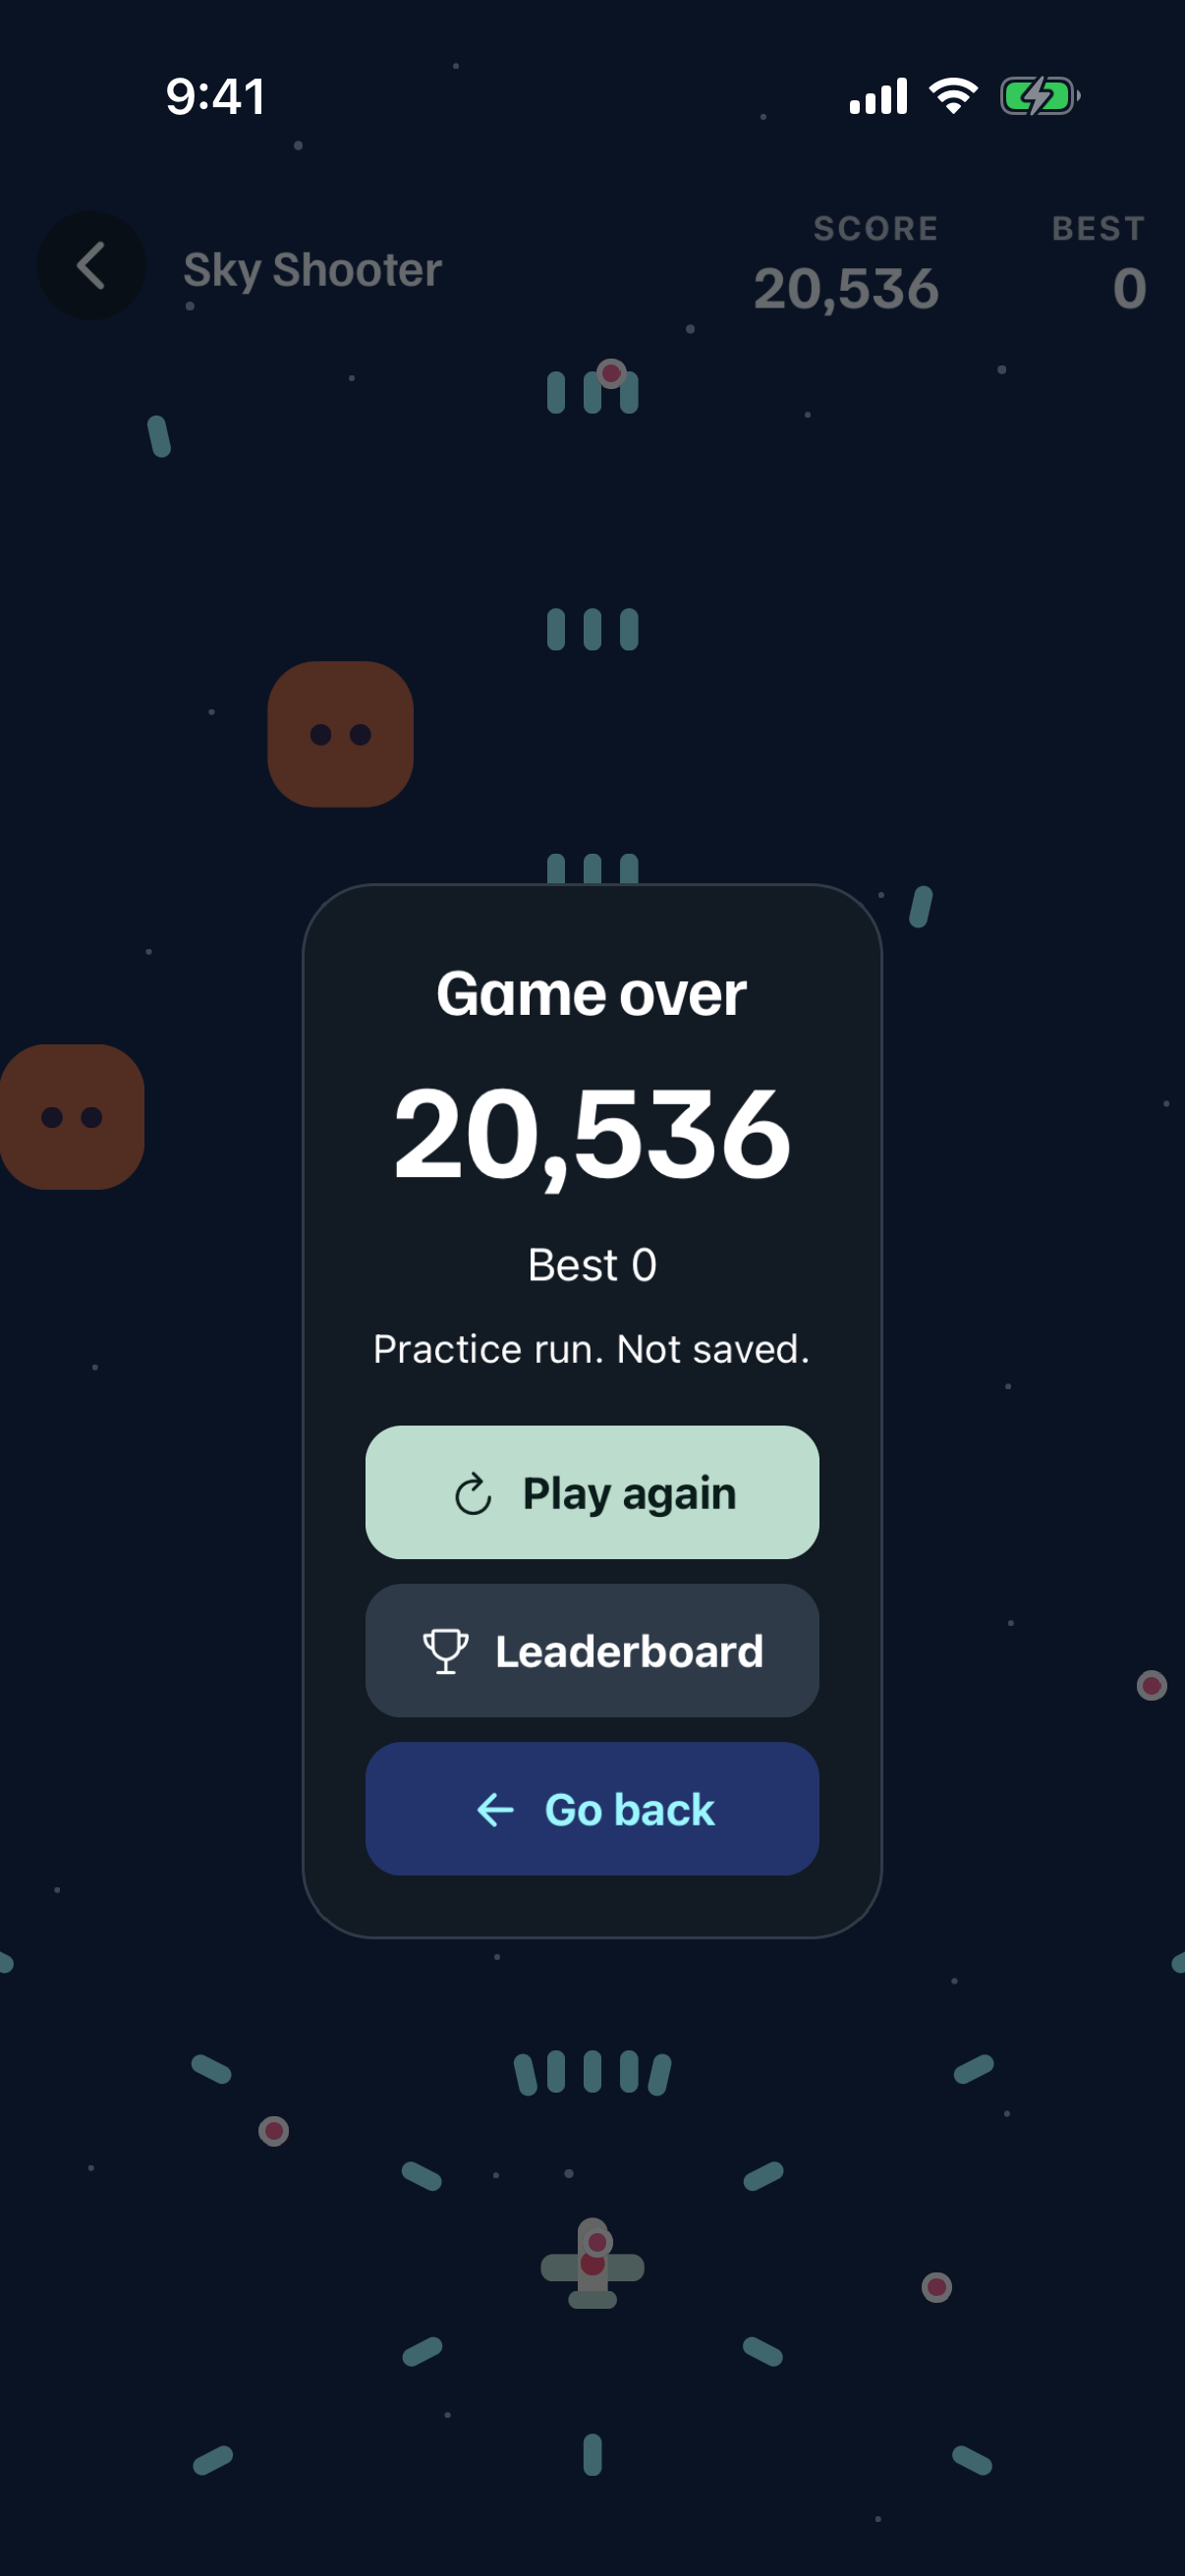 9:41
Sky Shooter
SCORE
20,536
BEST
0
Game over
20,536
Best 0
Practice run. Not saved.
Play again
Leaderboard
Go back